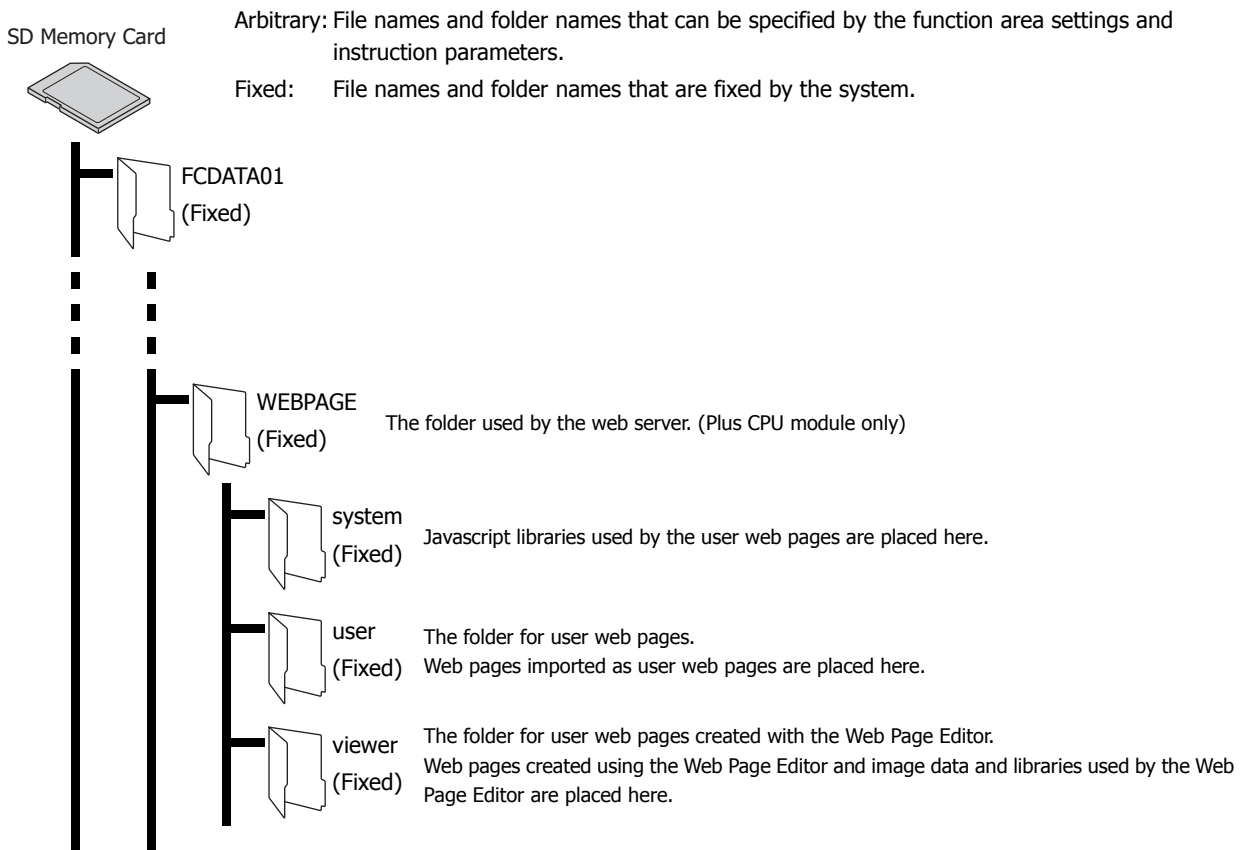 SD Memory Card
Arbitrary: File names and folder names that can be specified by the function area settings and
instruction parameters.
Fixed: File names and folder names that are fixed by the system.
FCDATA01
(Fixed)
WEBPAGE
(Fixed)
The folder used by the web server. (Plus CPU module only)
system
(Fixed)
Javascript libraries used by the user web pages are placed here.
user
(Fixed)
The folder for user web pages.
Web pages imported as user web pages are placed here.
viewer
(Fixed)
The folder for user web pages created with the Web Page Editor.
Web pages created using the Web Page Editor and image data and libraries used by the Web
Page Editor are placed here.